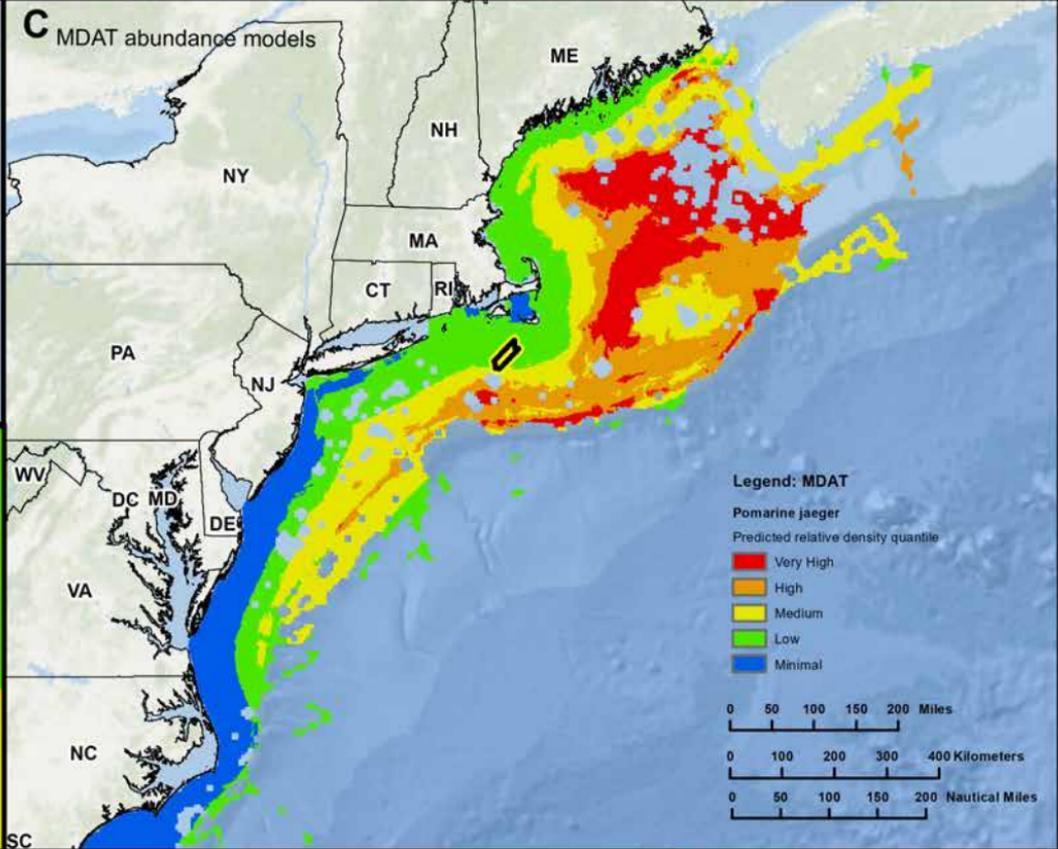 C MDAT abundance models
ME
NH
NY
MA
CT
RI
PA
NJ
WV
DC
MD
DE
VA
NC
SC
Legend: MDAT
Pomarine jaeger
Predicted relative density quantile
Very High
High
Medium
Low
Minimal
0 50 100 150 200 Miles
0 100 200 300 400 Kilometers
0 50 100 150 200 Nautical Miles